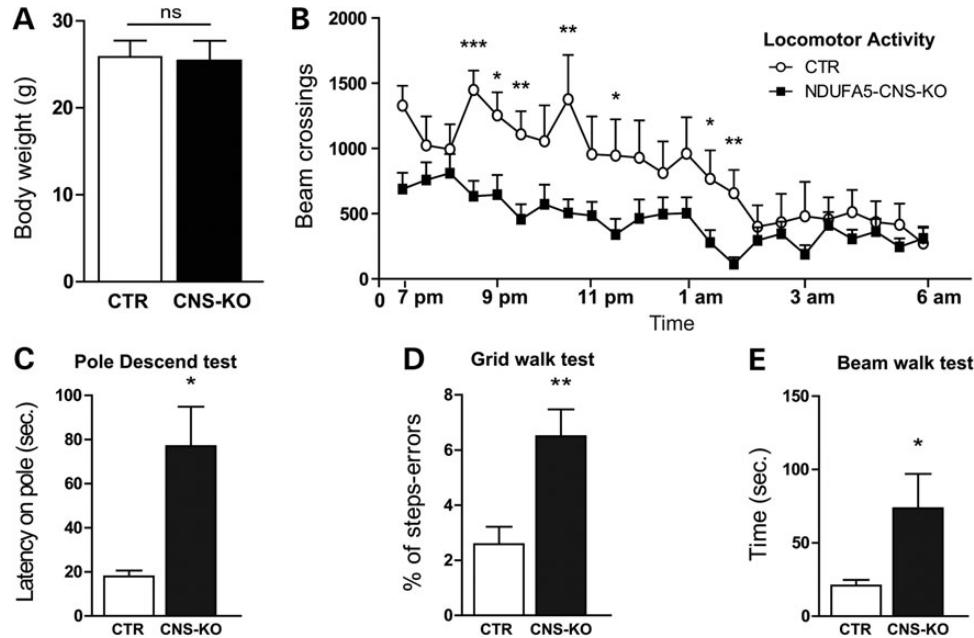 A
ns
Body weight (g)
30
20
10
0
CTR CNS-KO
B
Locomotor Activity
CTR
NDUFA5-CNS-KO
*** * ** ** * * **
Beam crossings
2000
1500
1000
500
0
0 7 pm 9 pm 11 pm 1 am 3 am 6 am
Time
C
Pole Descend test
*
Latency on pole (sec.)
100
80
60
40
20
0
CTR CNS-KO
D
Grid walk test
**
% of steps-errors
8
6
4
2
0
CTR CNS-KO
E
Beam walk test
*
Time (sec.)
150
100
50
0
CTR CNS-KO